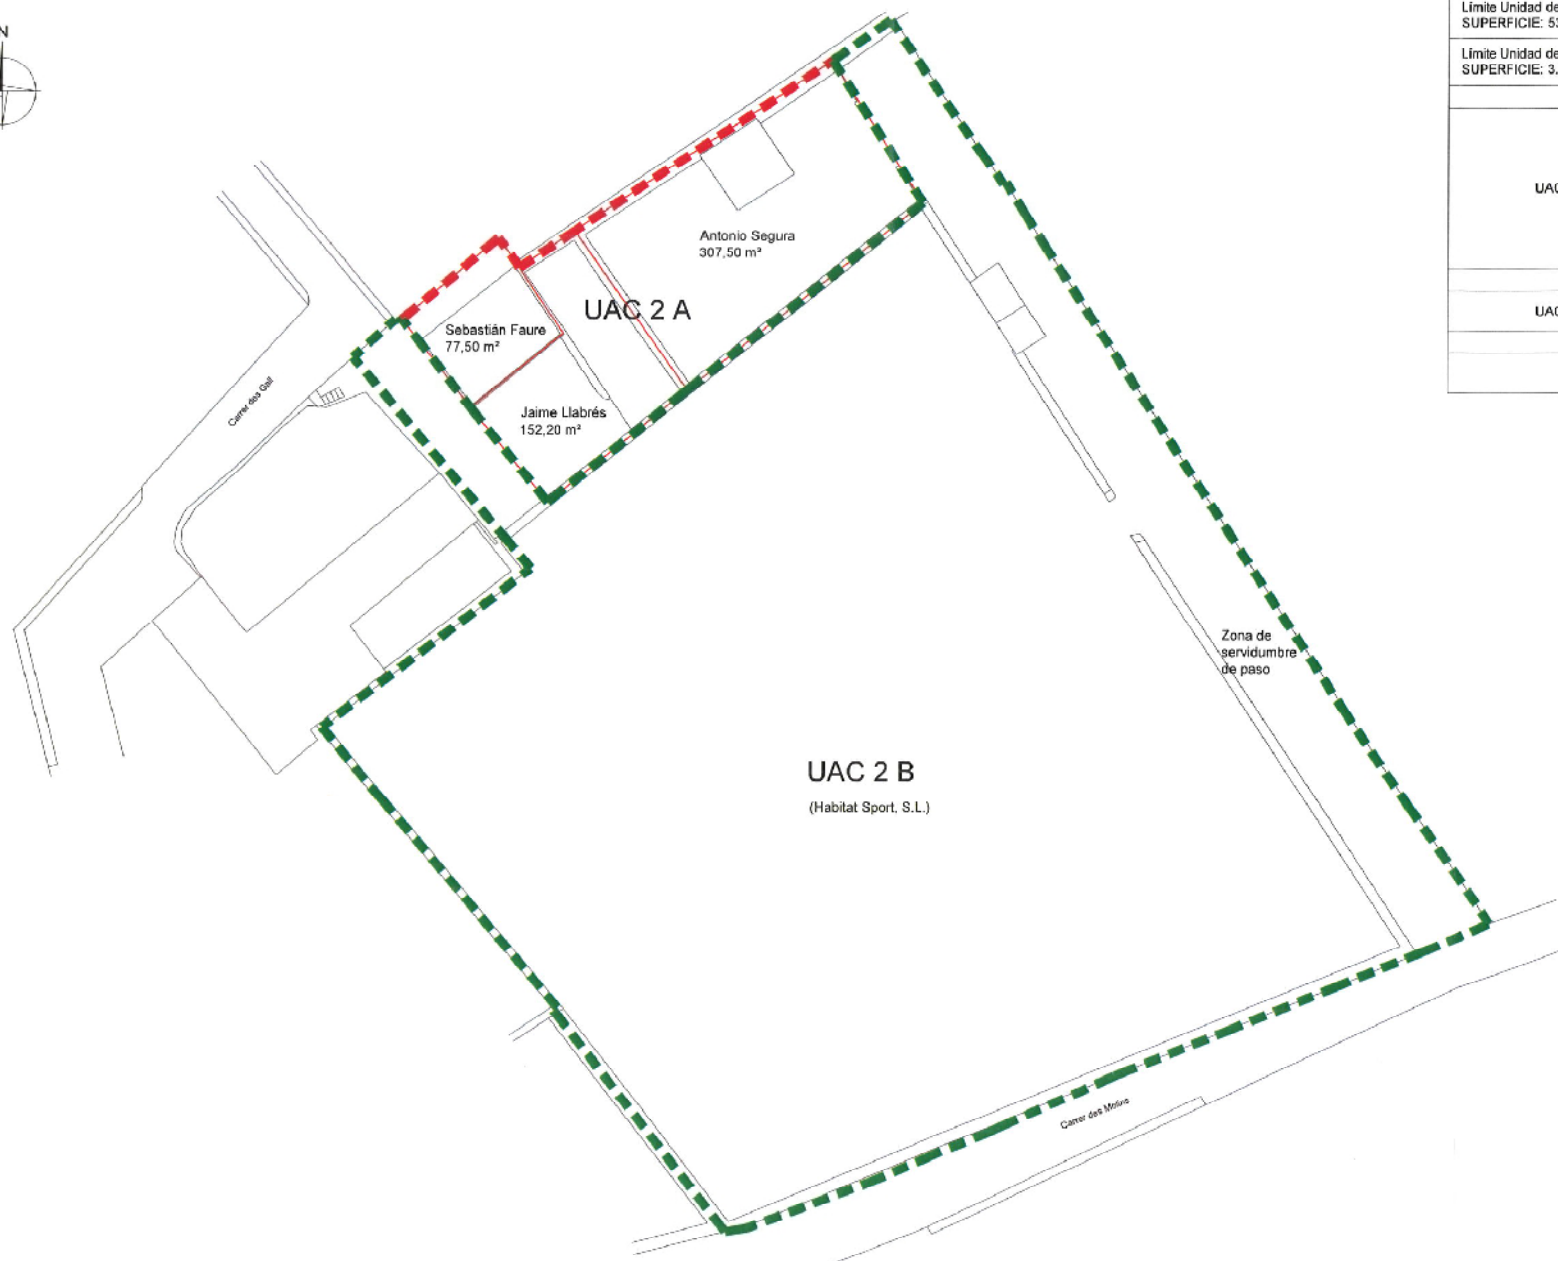 N
Límite Unidad de
SUPERFICIE: 53
Límite Unidad de
SUPERFICIE: 3.
UAC
UAC
Antonio Segura
307,50 m²
UAC 2 A
Sebastián Faure
77,50 m²
Jaime Llabrés
152,20 m²
Carrer des Gall
Zona de
servidumbre
de paso
UAC 2 B
(Habitat Sport, S.L.)
Carrer des Molins